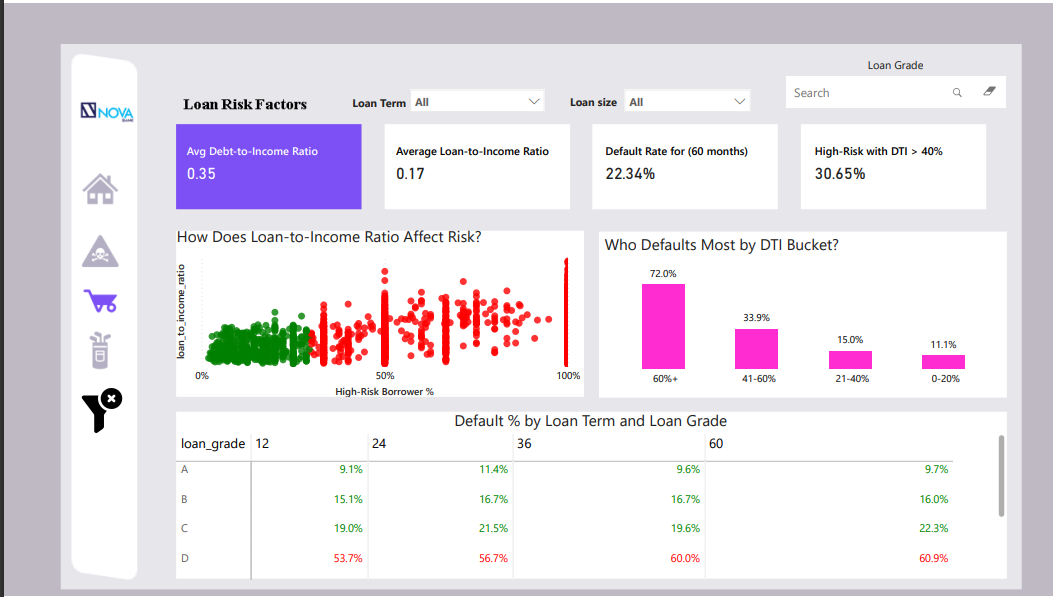 Loan Grade
Search
NOVA
BANK
Loan Risk Factors
Loan Term All
Loan size All
Avg Debt-to-Income Ratio
0.35
Average Loan-to-Income Ratio
0.17
Default Rate for (60 months)
22.34%
High-Risk with DTI > 40%
30.65%
How Does Loan-to-Income Ratio Affect Risk?
loan_to_income_ratio
0% 50% 100%
High-Risk Borrower %
Who Defaults Most by DTI Bucket?
72.0%
33.9%
15.0%
11.1%
60%+ 41-60% 21-40% 0-20%
Default % by Loan Term and Loan Grade
loan_grade 12 24 36 60
A 9.1% 11.4% 9.6% 9.7%
B 15.1% 16.7% 16.7% 16.0%
C 19.0% 21.5% 19.6% 22.3%
D 53.7% 56.7% 60.0% 60.9%